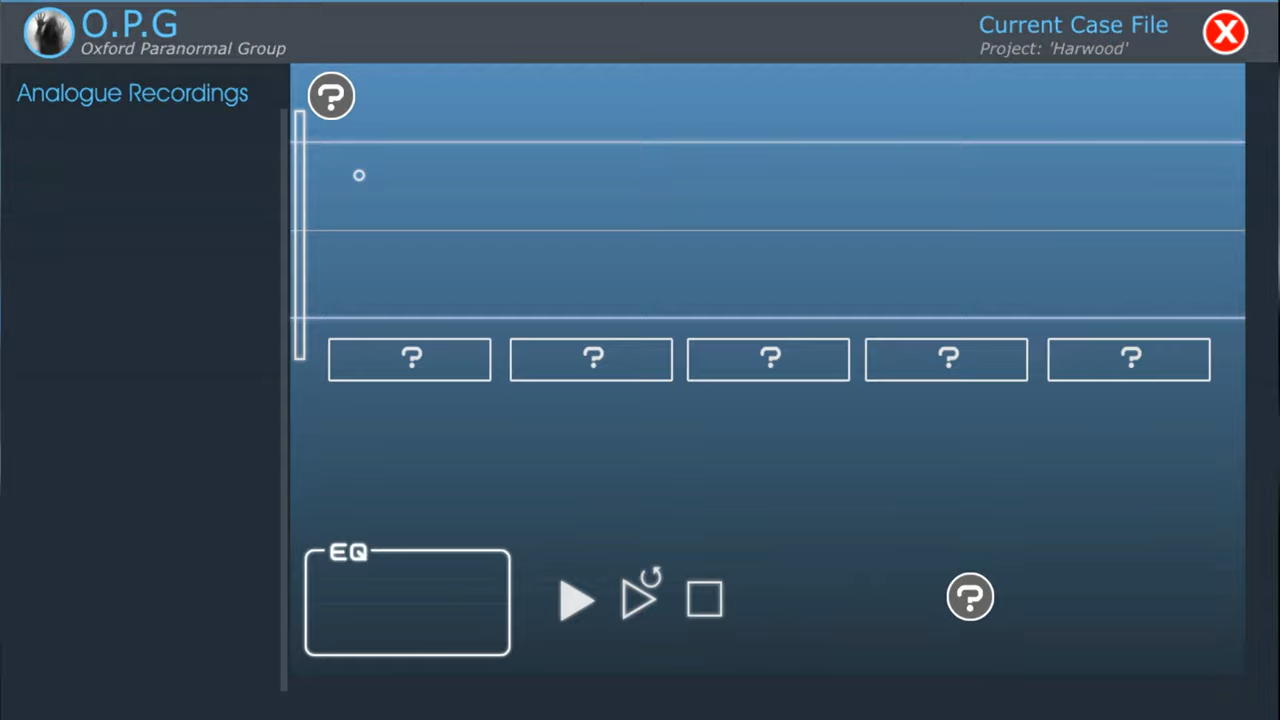 O.P.G
Oxford Paranormal Group
Current Case File
Project: 'Harwood'
X
Analogue Recordings
?
? ? ? ? ?
EQ
?